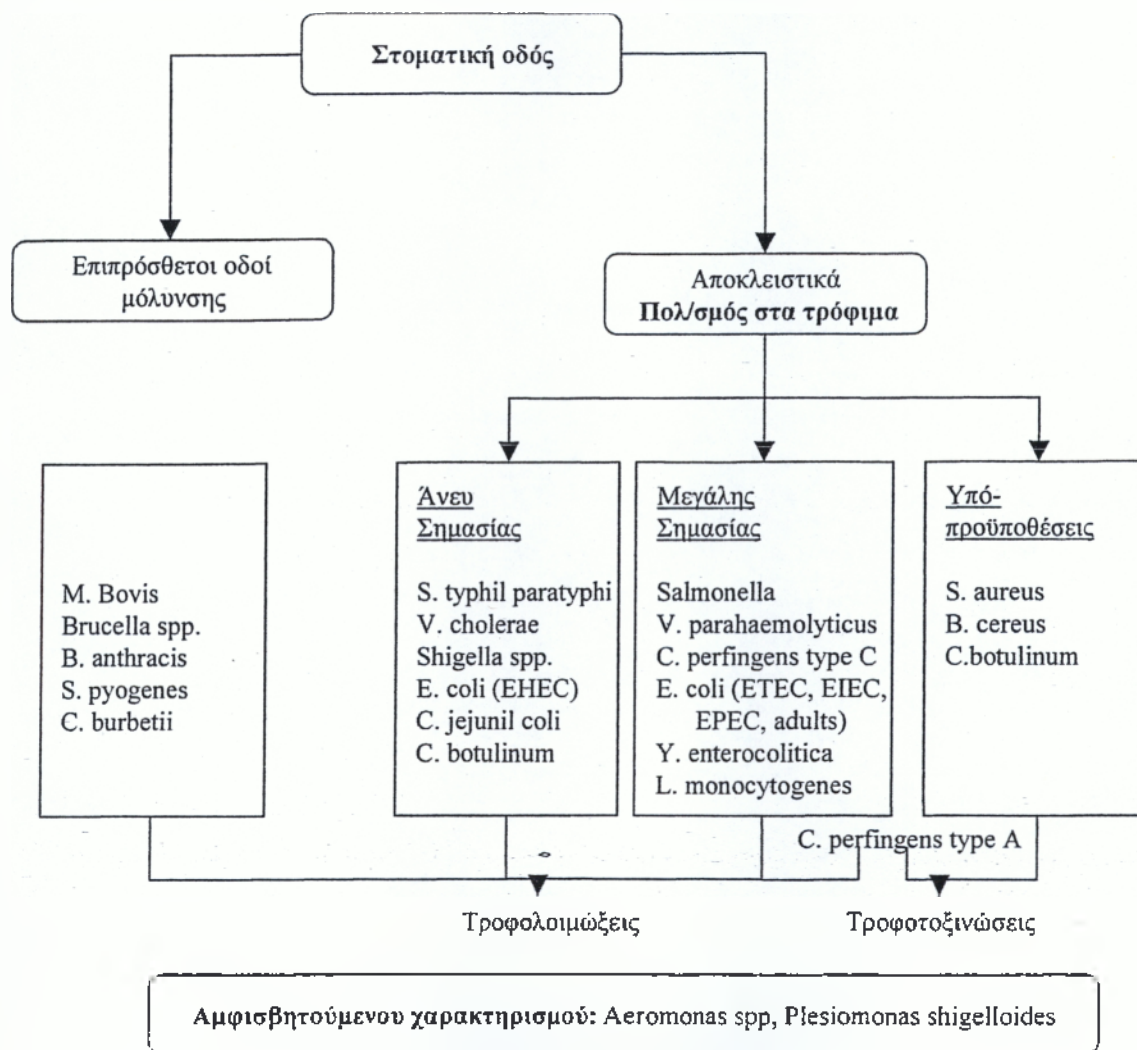 Στοματική οδός
Επιπρόσθετοι οδοί
μόλυνσης
Αποκλειστικά
Πολ/σμός στα τρόφιμα
M. Bovis
Brucella spp.
B. anthracis
S. pyogenes
C. burbetii
Άνευ
Σημασίας
S. typhil paratyphi
V. cholerae
Shigella spp.
E. coli (EHEC)
C. jejunil coli
C. botulinum
Μεγάλης
Σημασίας
Salmonella
V. parahaemolyticus
C. perfingens type C
E. coli (ETEC, EIEC,
EPEC, adults)
Y. enterocolitica
L. monocytogenes
Υπό-
προϋποθέσεις
S. aureus
B. cereus
C.botulinum
C. perfingens type A
Τροφολοιμώξεις
Τροφοτοξινώσεις
Αμφισβητούμενου χαρακτηρισμού: Aeromonas spp, Plesiomonas shigelloides